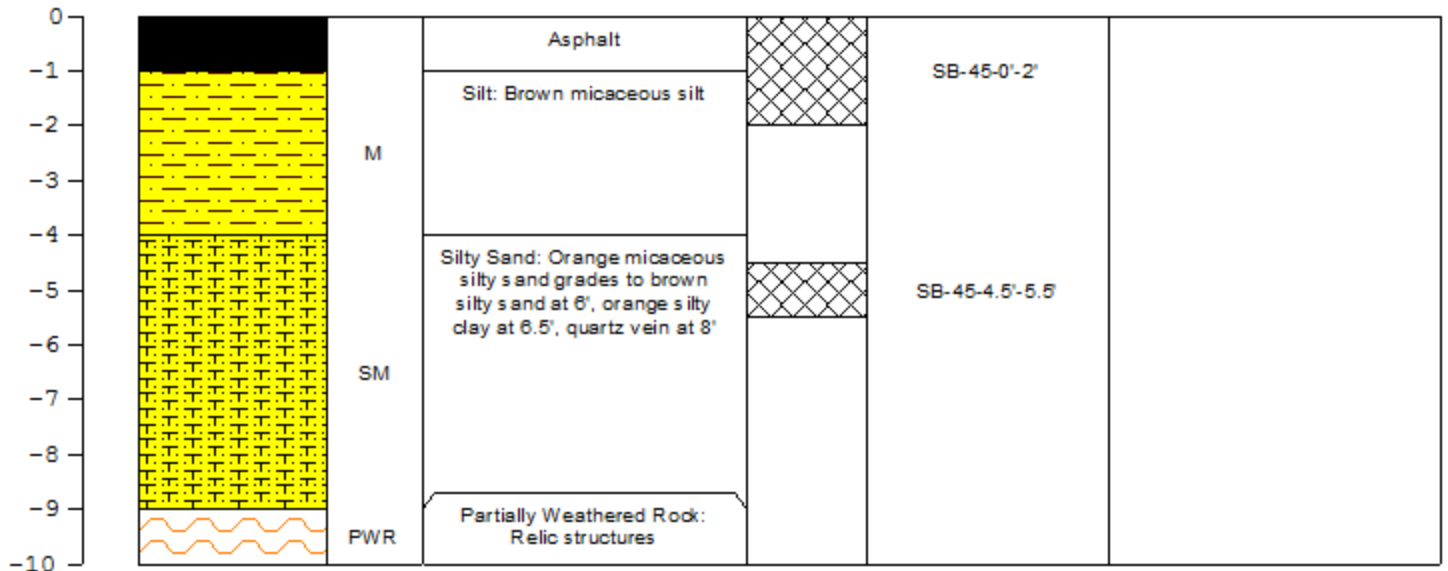 0
Asphalt
-1
SB-45-0'-2'
Silt: Brown micaceous silt
-2
M
-3
-4
Silty Sand: Orange micaceous
silty sand grades to brown
silty sand at 6', orange silty
clay at 6.5', quartz vein at 8'
-5
SB-45-4.5'-5.5'
-6
SM
-7
-8
-9
Partially Weathered Rock:
Relic structures
PWR
-10